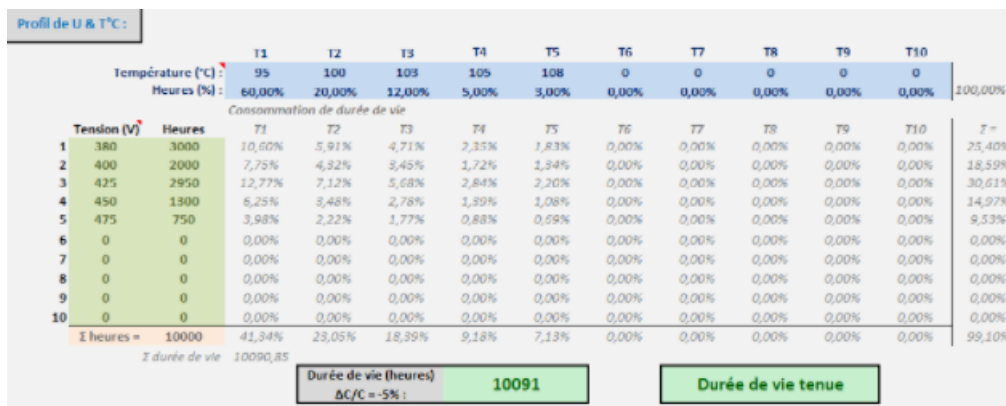 Profil de U & T°C :
T1 T2 T3 T4 T5 T6 T7 T8 T9 T10
Température (°C) : 95 100 103 105 108 0 0 0 0 0
Heures (%) : 60,00% 20,00% 12,00% 5,00% 3,00% 0,00% 0,00% 0,00% 0,00% 0,00% 100,00%
Consommation de durée de vie
Tension (V) Heures T1 T2 T3 T4 T5 T6 T7 T8 T9 T10 Σ =
1 380 3000 10,60% 5,91% 4,71% 2,35% 1,83% 0,00% 0,00% 0,00% 0,00% 0,00% 25,40%
2 400 2000 7,75% 4,32% 3,45% 1,72% 1,34% 0,00% 0,00% 0,00% 0,00% 0,00% 18,59%
3 425 2950 12,77% 7,12% 5,68% 2,84% 2,20% 0,00% 0,00% 0,00% 0,00% 0,00% 30,61%
4 450 1300 6,25% 3,48% 2,78% 1,39% 1,08% 0,00% 0,00% 0,00% 0,00% 0,00% 14,97%
5 475 750 3,98% 2,22% 1,77% 0,88% 0,69% 0,00% 0,00% 0,00% 0,00% 0,00% 9,53%
6 0 0 0,00% 0,00% 0,00% 0,00% 0,00% 0,00% 0,00% 0,00% 0,00% 0,00% 0,00%
7 0 0 0,00% 0,00% 0,00% 0,00% 0,00% 0,00% 0,00% 0,00% 0,00% 0,00% 0,00%
8 0 0 0,00% 0,00% 0,00% 0,00% 0,00% 0,00% 0,00% 0,00% 0,00% 0,00% 0,00%
9 0 0 0,00% 0,00% 0,00% 0,00% 0,00% 0,00% 0,00% 0,00% 0,00% 0,00% 0,00%
10 0 0 0,00% 0,00% 0,00% 0,00% 0,00% 0,00% 0,00% 0,00% 0,00% 0,00% 0,00%
Σ heures = 10000 41,34% 23,05% 18,39% 9,18% 7,13% 0,00% 0,00% 0,00% 0,00% 0,00% 99,10%
Σ durée de vie 10090,85
Durée de vie (heures)
ΔC/C = -5% :
10091
Durée de vie tenue